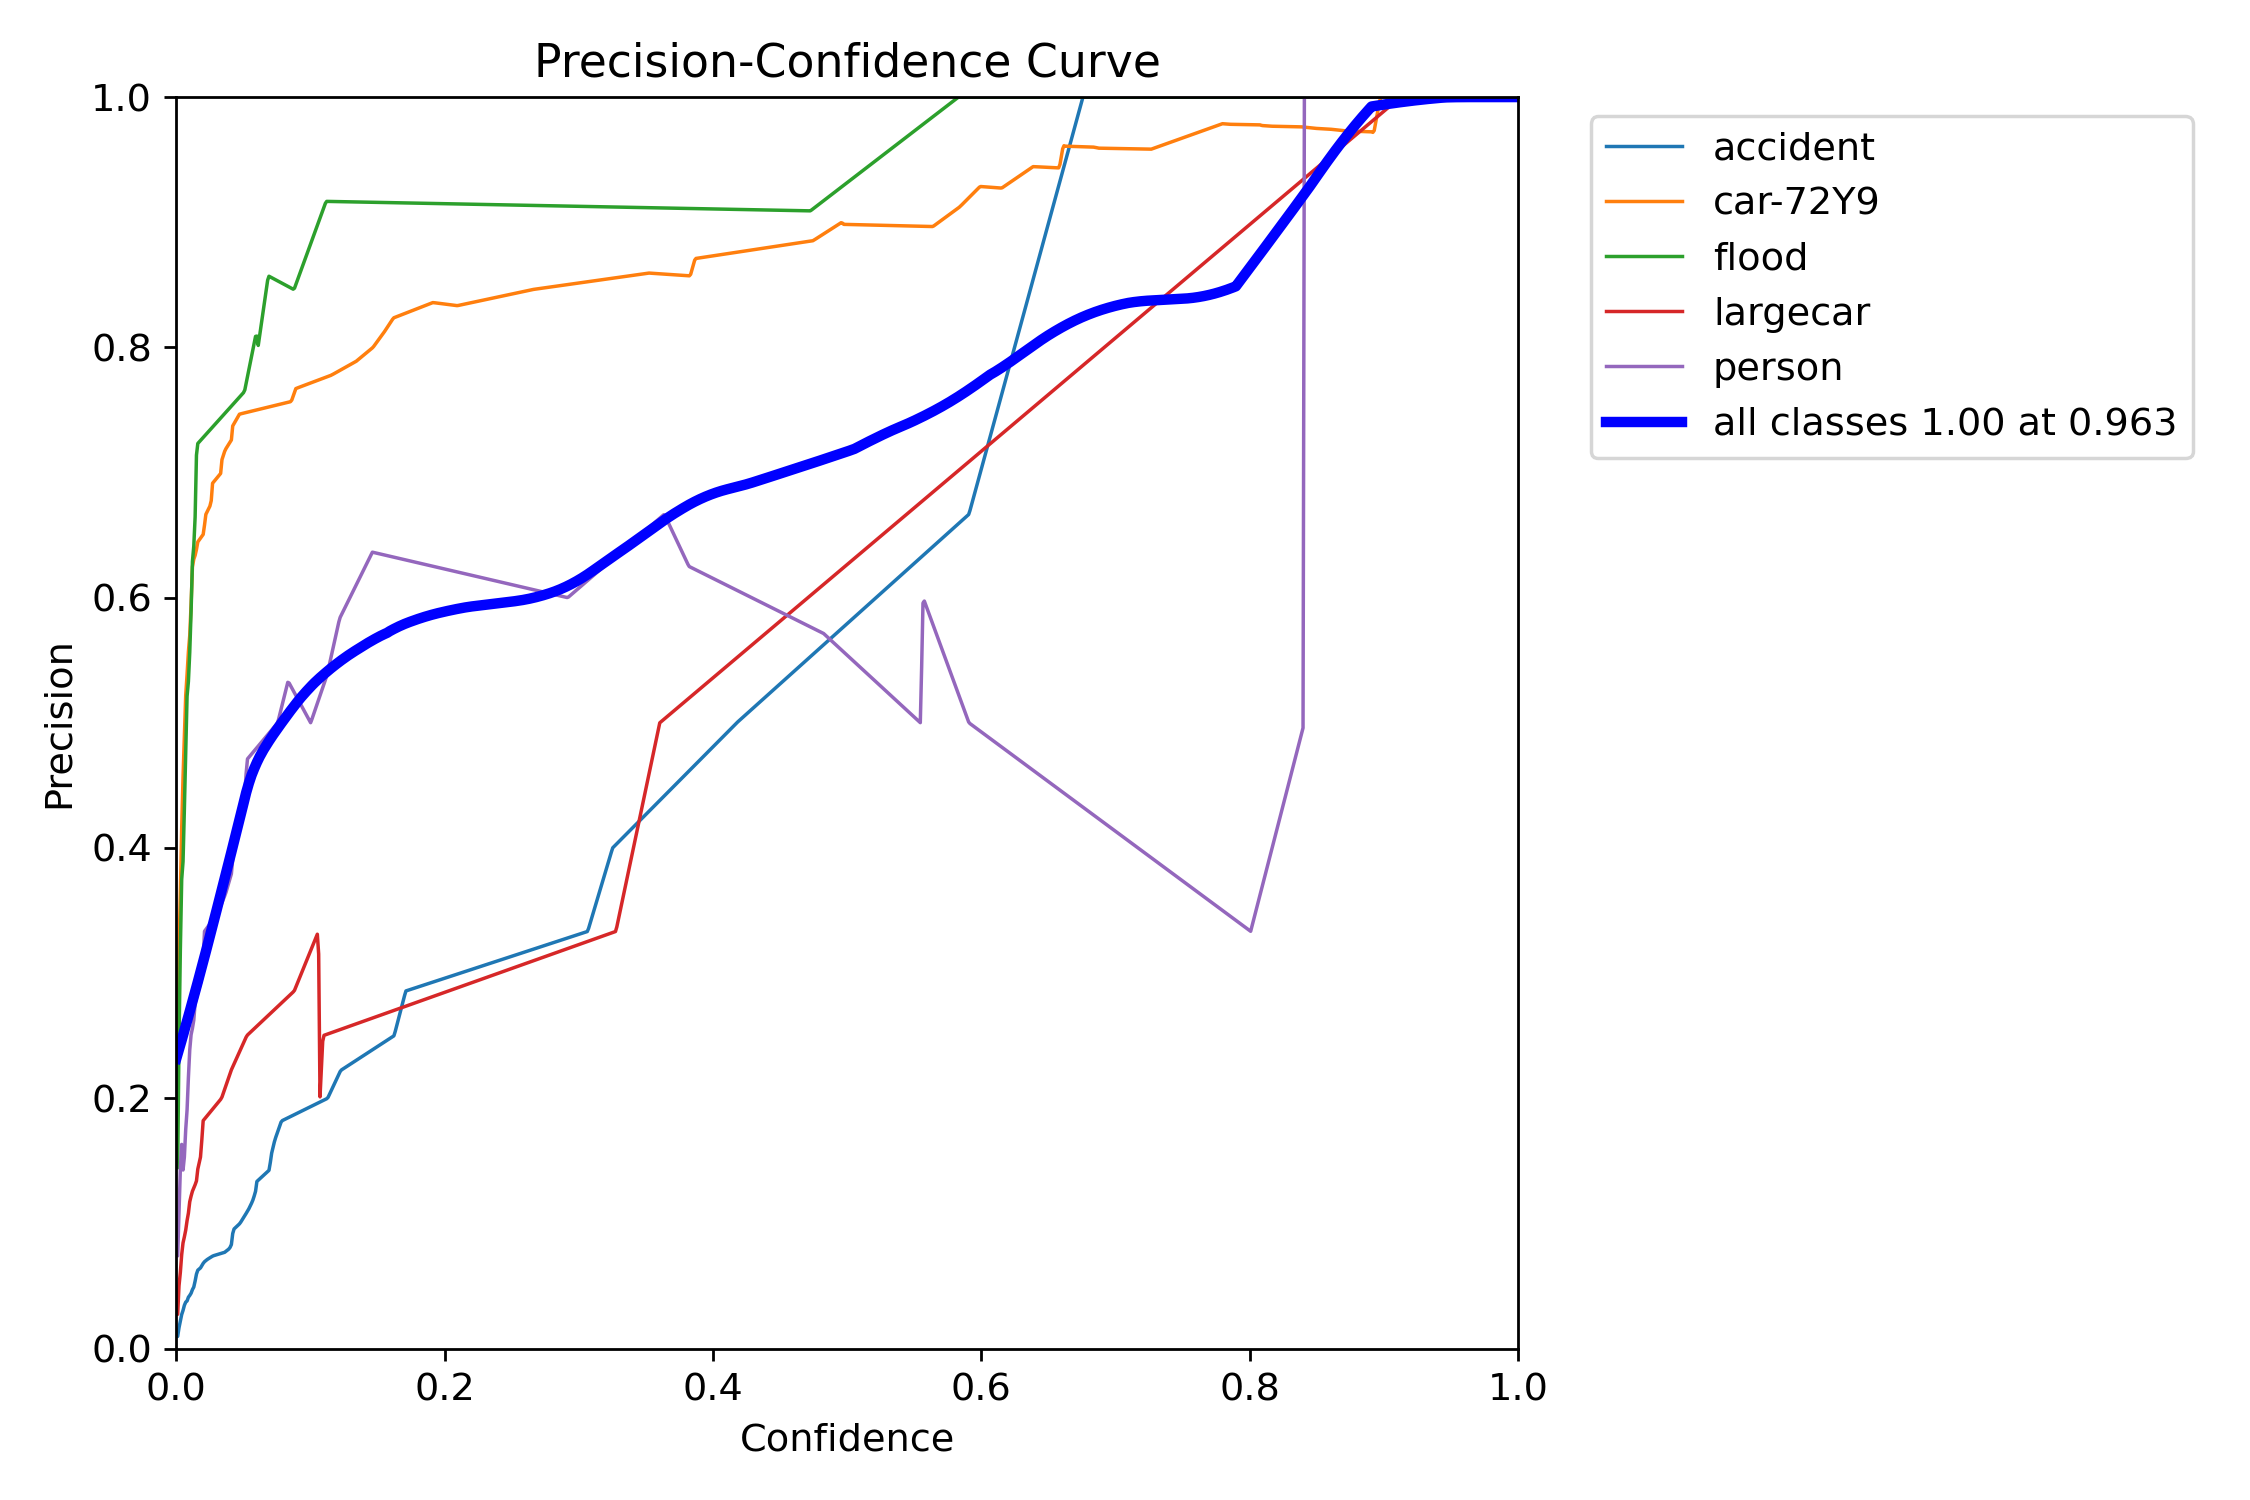 Precision-Confidence Curve
1.0
0.8
0.6
0.4
0.2
0.0
Precision
0.0 0.2 0.4 0.6 0.8 1.0
Confidence
accident
car-72Y9
flood
largecar
person
all classes 1.00 at 0.963